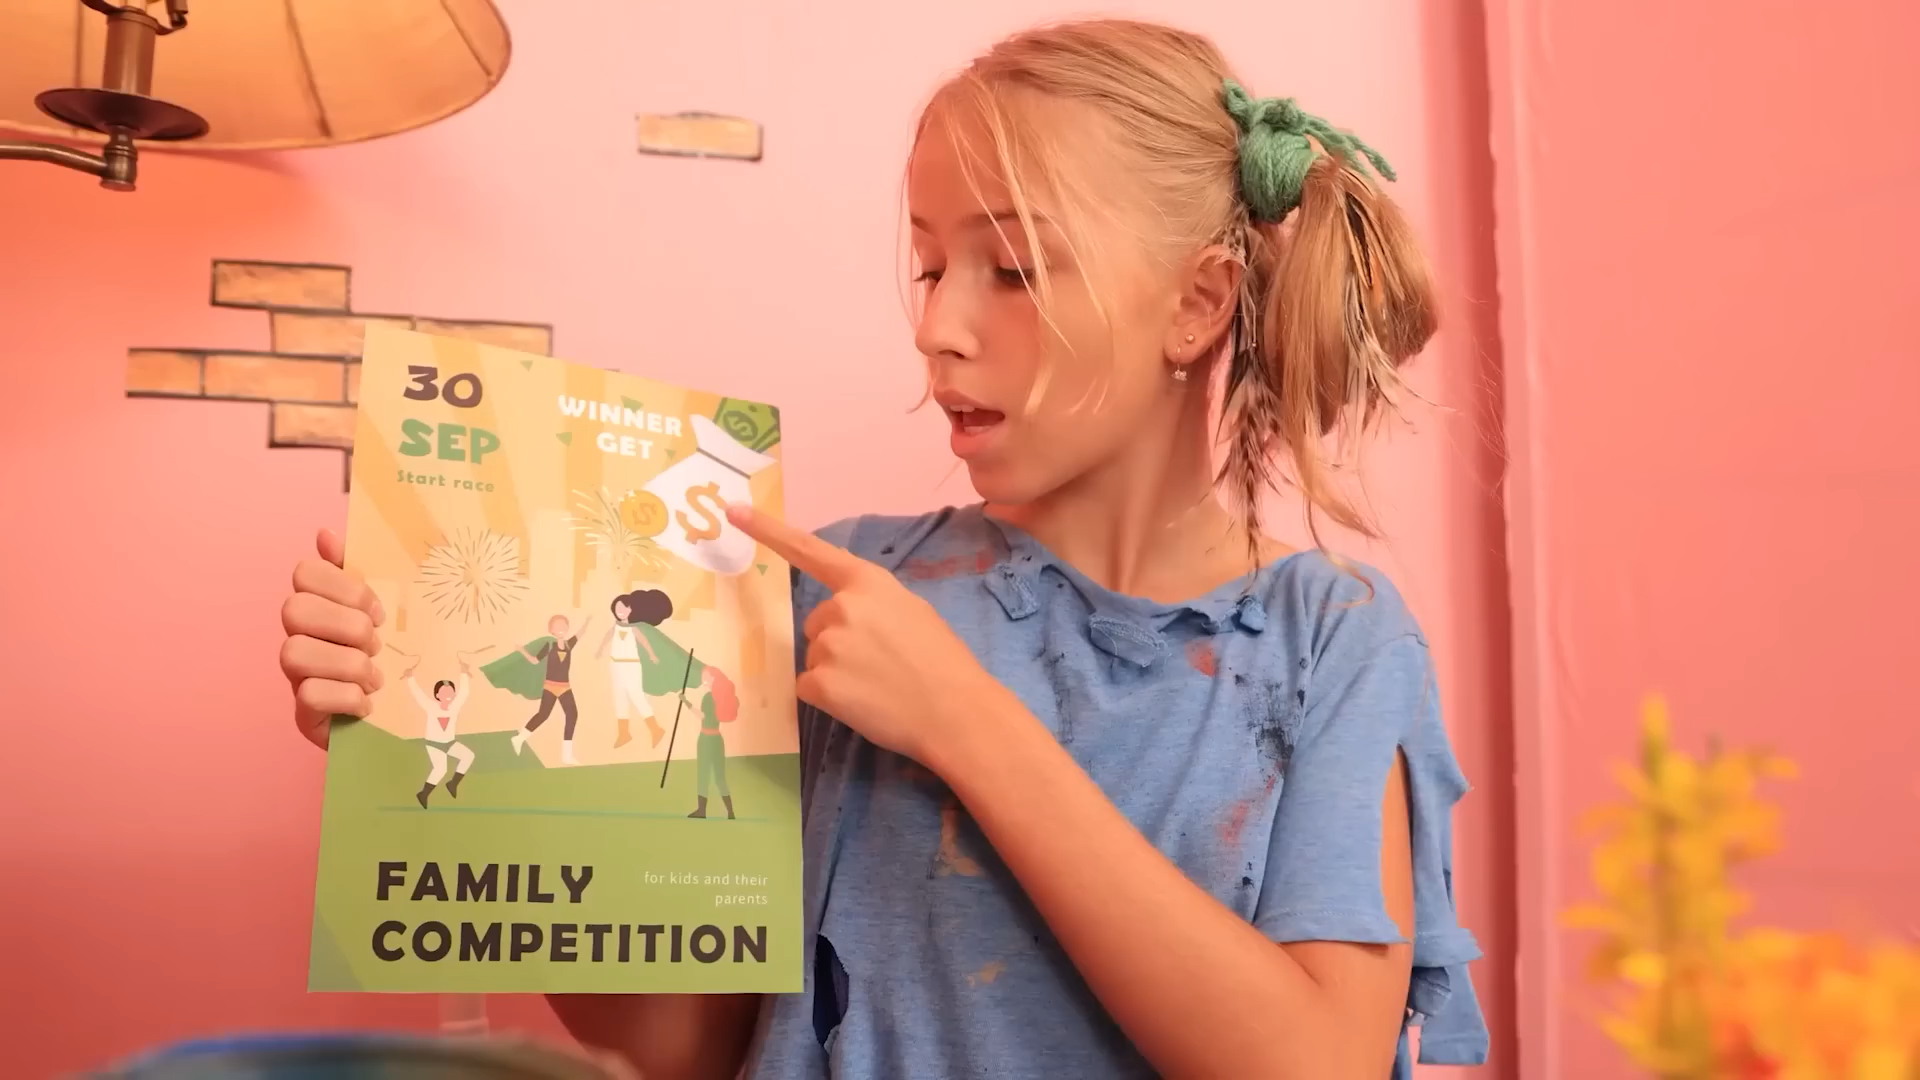 30
SEP
Start race
WINNER
GET
$
$
$
FAMILY
COMPETITION
for kids and their
parents